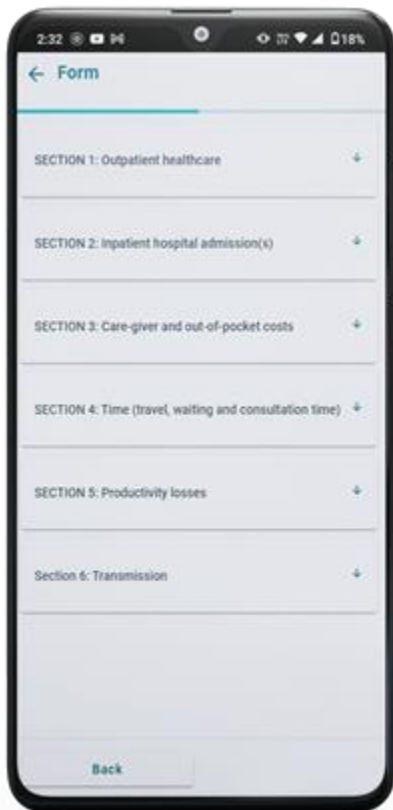 2:32 18%
Form
SECTION 1: Outpatient healthcare
SECTION 2: Inpatient hospital admission(s)
SECTION 3: Care-giver and out-of-pocket costs
SECTION 4: Time (travel, waiting and consultation time)
SECTION 5: Productivity losses
Section 6: Transmission
Back